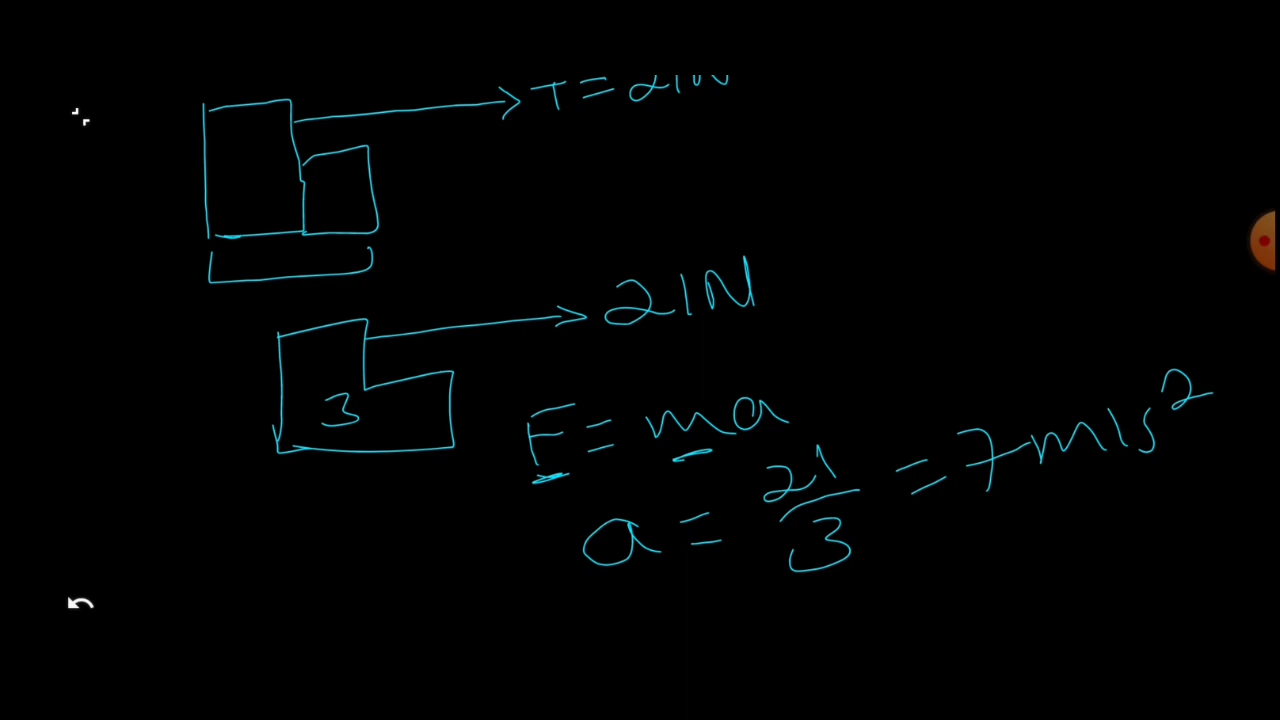 T = 21N
21N
3
F = ma
a = 21/3 = 7m/s²